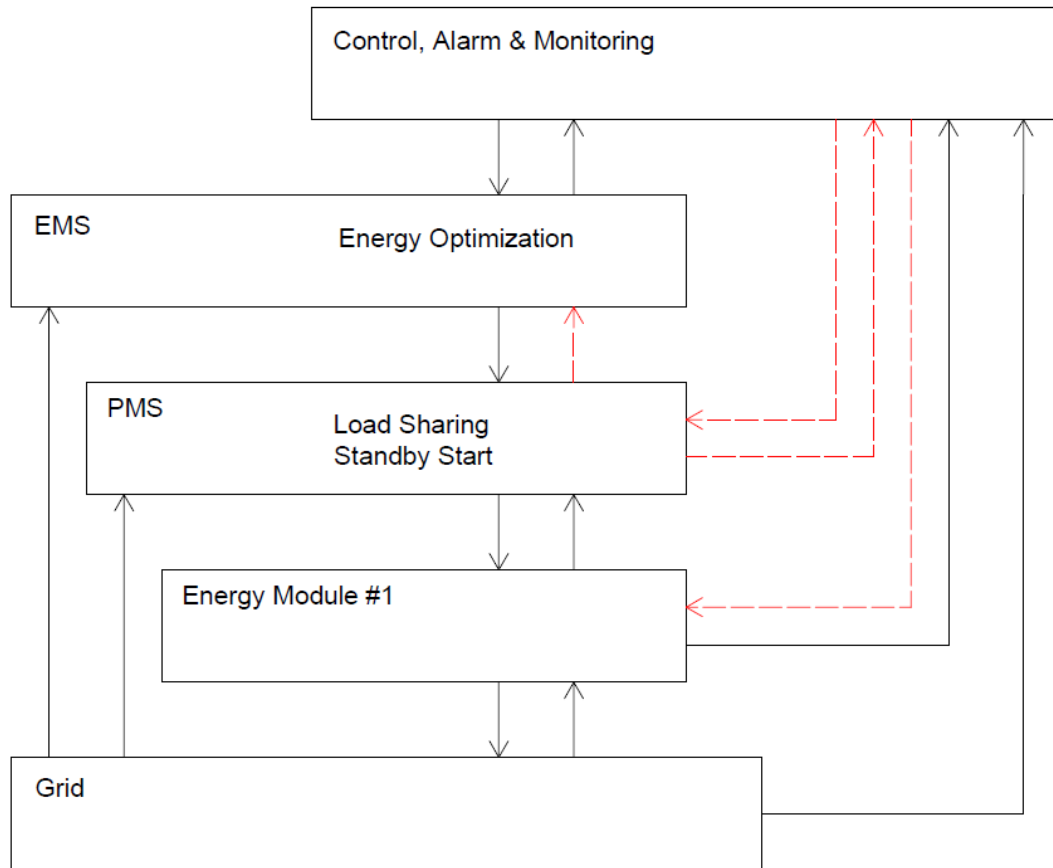 Control, Alarm & Monitoring
EMS
Energy Optimization
PMS
Load Sharing
Standby Start
Energy Module #1
Grid